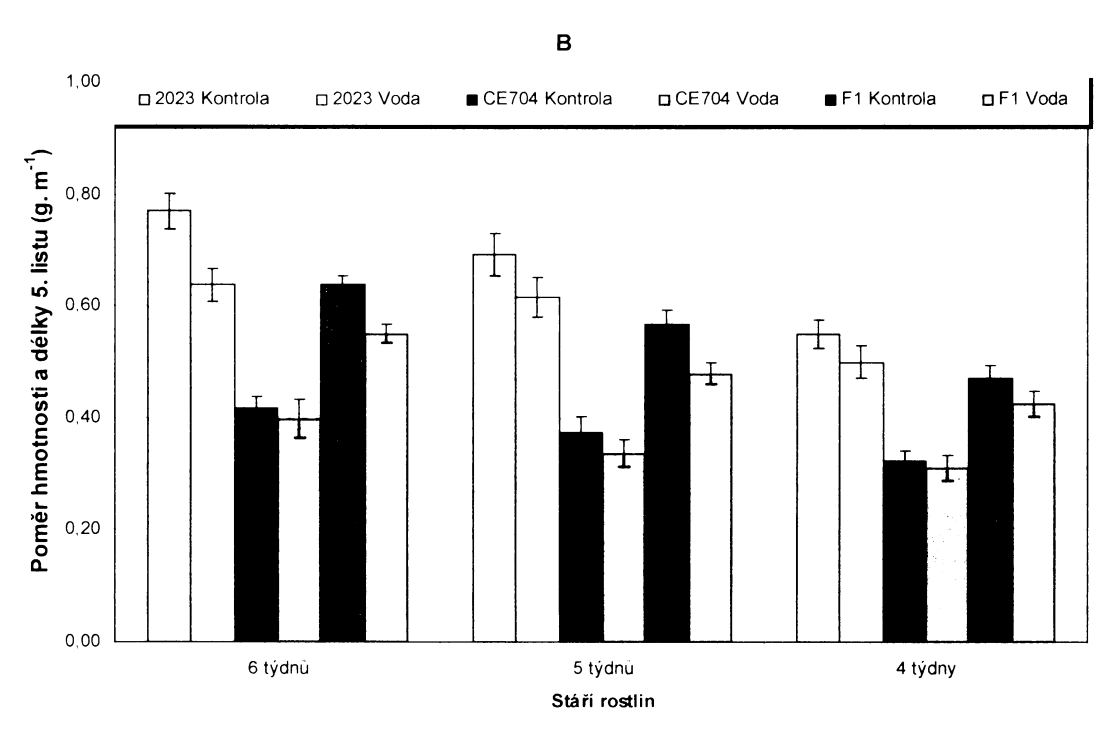 B
1,00
2023 Kontrola 2023 Voda CE704 Kontrola CE704 Voda F1 Kontrola F1 Voda
Poměr hmotnosti a délky 5. listu (g. m⁻¹)
0,80
0,60
0,40
0,20
0,00
6 týdnů 5 týdnů 4 týdny
Stáří rostlin